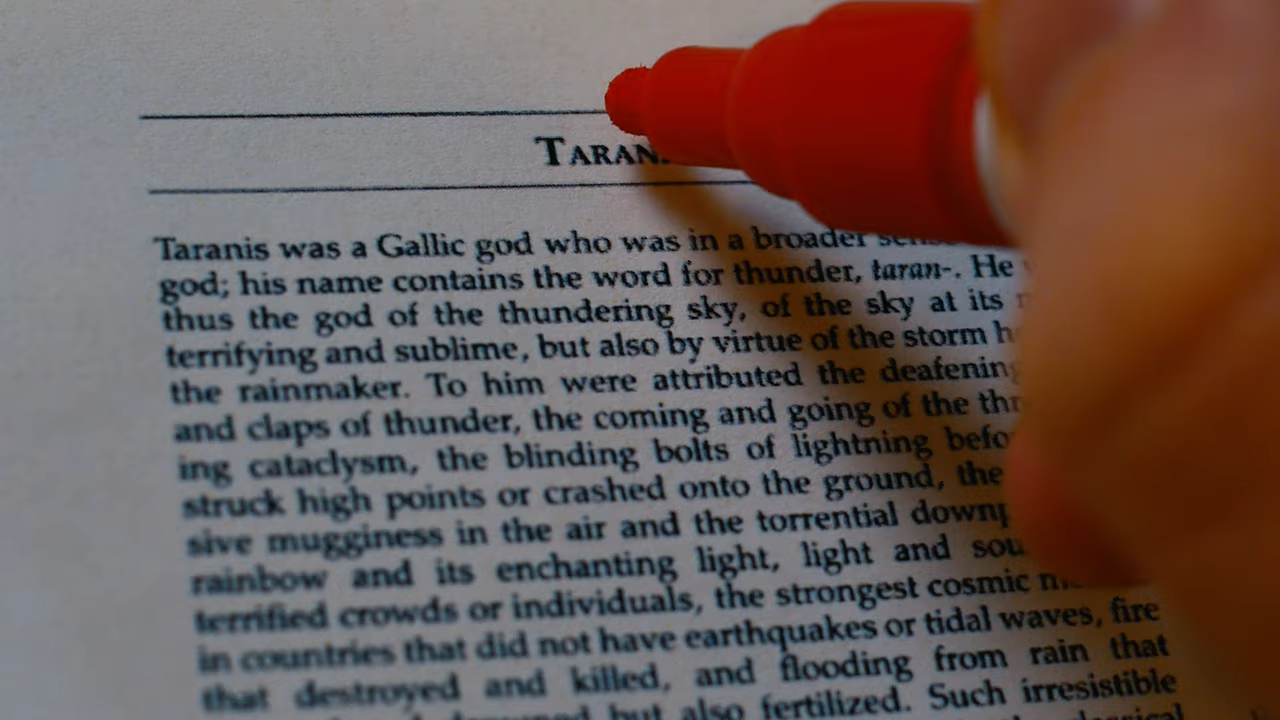 TARAN
Taranis was a Gallic god who was in a broader
god; his name contains the word for thunder, taran-. He
thus the god of the thundering sky, of the sky at its
terrifying and sublime, but also by virtue of the storm
the rainmaker. To him were attributed the
and claps of thunder, the coming and going of the
ing cataclysm, the blinding bolts of lightning
struck high points or crashed onto the ground, the
sive mugginess in the air and the torrential
rainbow and its enchanting light, light and
terrified crowds or individuals, the strongest cosmic
in countries that did not have earthquakes or tidal waves, fire
that destroyed and killed, and flooding from rain that
but also fertilized. Such irresistible